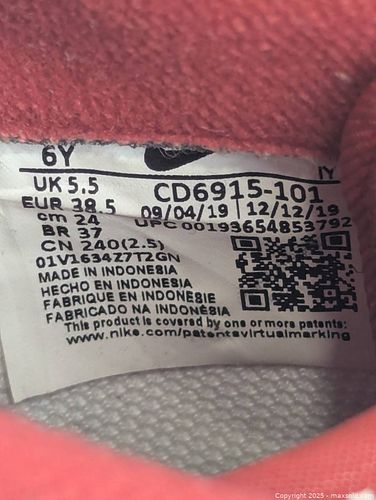 6Y
IY
UK 5.5
CD6915-101
EUR 38.5
09/04/19 | 12/12/19
cm 24
UPC 00193654853792
BR 37
CN 240(2.5)
01V1634Z7T2GN
MADE IN INDONESIA
HECHO EN INDONESIA
FABRIQUE EN INDONESIE
FABRICADO NA INDONÉSIA
This product is covered by one or more patents:
www.nike.com/patentsvirtualmarking
Copyright 2025 - maxsold.com